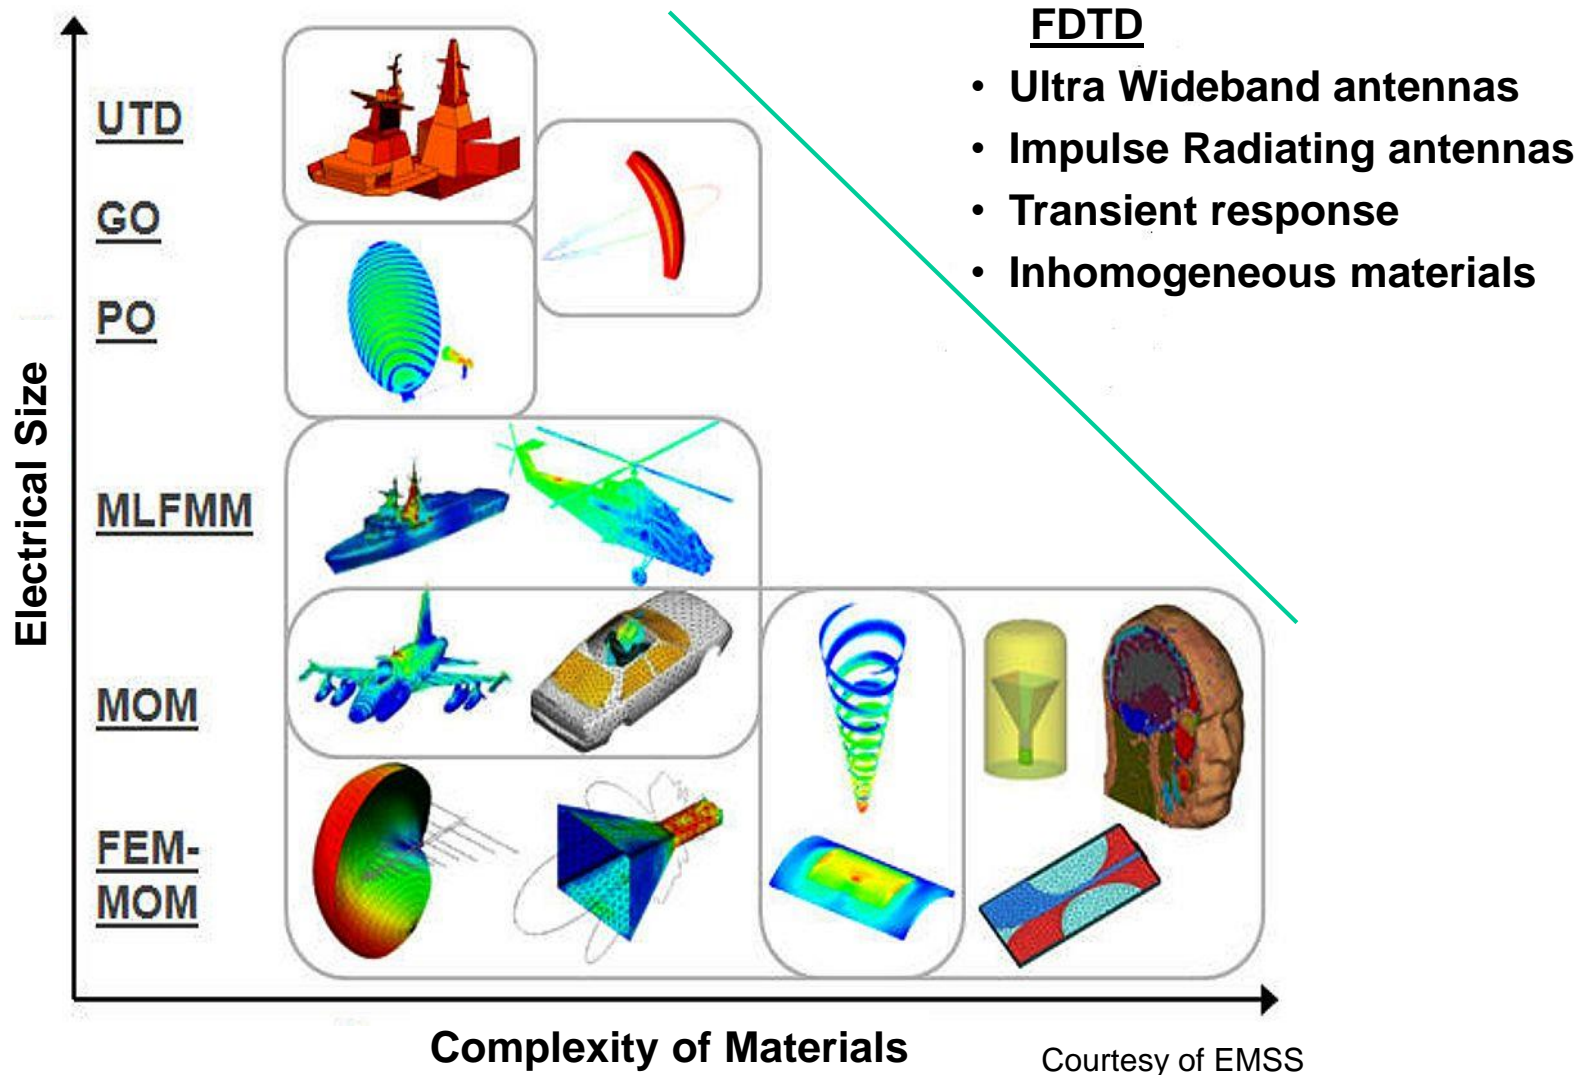 FDTD
• Ultra Wideband antennas
• Impulse Radiating antennas
• Transient response
• Inhomogeneous materials
UTD
GO
PO
MLFMM
MOM
FEM-
MOM
Electrical Size
Complexity of Materials
Courtesy of EMSS